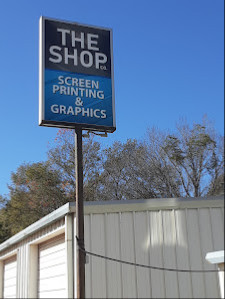 THE
SHOP
SCREEN
PRINTING
&
GRAPHICS